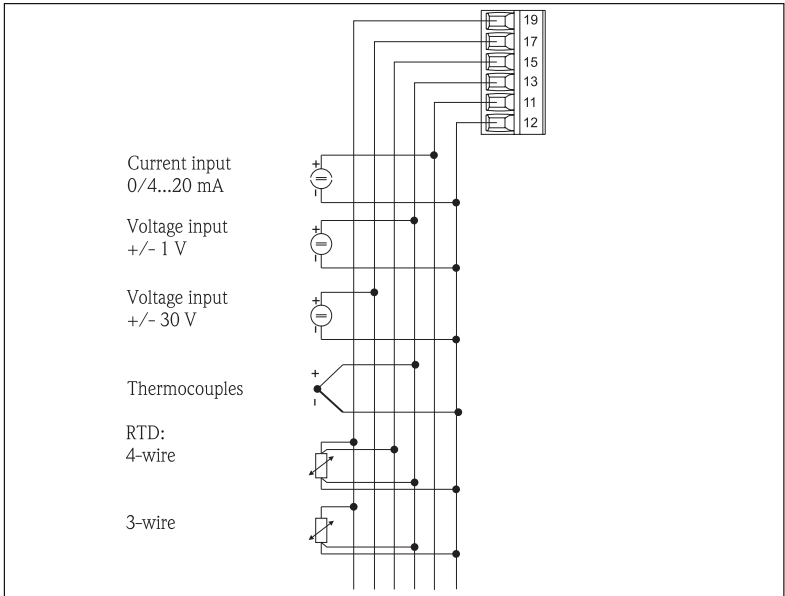 19
17
15
13
11
12
Current input
0/4...20 mA
+
-
Voltage input
+/- 1 V
+
-
Voltage input
+/- 30 V
+
-
Thermocouples
+
-
RTD:
4-wire
3-wire